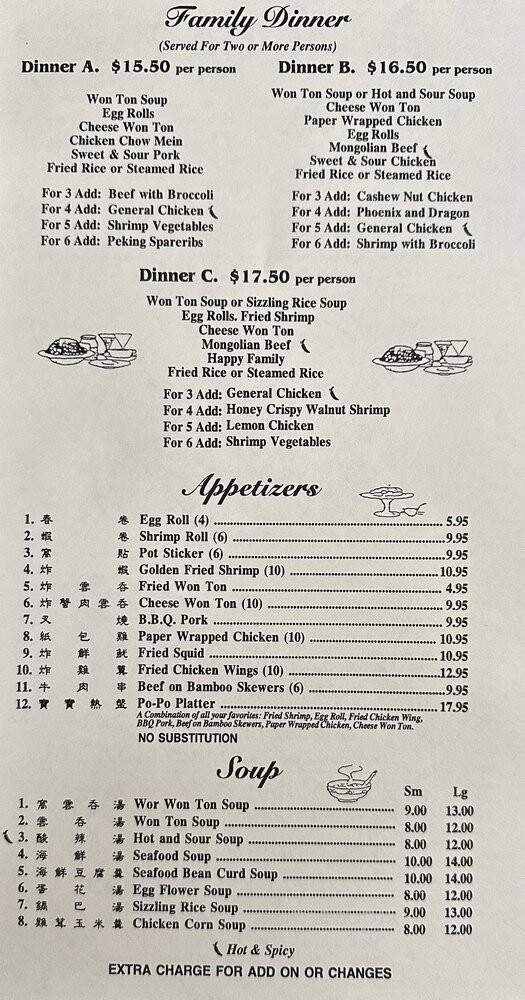 Family Dinner
(Served For Two or More Persons)
Dinner A. $15.50 per person
Won Ton Soup
Egg Rolls
Cheese Won Ton
Chicken Chow Mein
Sweet & Sour Pork
Fried Rice or Steamed Rice
For 3 Add: Beef with Broccoli
For 4 Add: General Chicken
For 5 Add: Shrimp Vegetables
For 6 Add: Peking Spareribs
Dinner B. $16.50 per person
Won Ton Soup or Hot and Sour Soup
Cheese Won Ton
Paper Wrapped Chicken
Egg Rolls
Mongolian Beef
Sweet & Sour Chicken
Fried Rice or Steamed Rice
For 3 Add: Cashew Nut Chicken
For 4 Add: Phoenix and Dragon
For 5 Add: General Chicken
For 6 Add: Shrimp with Broccoli
Dinner C. $17.50 per person
Won Ton Soup or Sizzling Rice Soup
Egg Rolls. Fried Shrimp
Cheese Won Ton
Mongolian Beef
Happy Family
Fried Rice or Steamed Rice
For 3 Add: General Chicken
For 4 Add: Honey Crispy Walnut Shrimp
For 5 Add: Lemon Chicken
For 6 Add: Shrimp Vegetables
Appetizers
1. 春 卷 Egg Roll (4) 5.95
2. 蝦 卷 Shrimp Roll (6) 9.95
3. 窩 貼 Pot Sticker (6) 9.95
4. 炸 蝦 Golden Fried Shrimp (10) 10.95
5. 炸 雲 吞 Fried Won Ton 4.95
6. 炸 蟹 肉 雲 吞 Cheese Won Ton (10) 9.95
7. 叉 燒 B.B.Q. Pork 9.95
8. 紙 包 雞 Paper Wrapped Chicken (10) 10.95
9. 炸 鮮 魷 Fried Squid 10.95
10. 炸 雞 翼 Fried Chicken Wings (10) 12.95
11. 牛 肉 串 Beef on Bamboo Skewers (6) 9.95
12. 寶 寶 熱 盤 Po-Po Platter 17.95
A Combination of all your favorites: Fried Shrimp, Egg Roll, Fried Chicken Wing,
BBQ Pork, Beef on Bamboo Skewers, Paper Wrapped Chicken, Cheese Won Ton.
NO SUBSTITUTION
Soup
Sm Lg
1. 窩 雲 吞 湯 Wor Won Ton Soup 9.00 13.00
2. 雲 吞 湯 Won Ton Soup 8.00 12.00
3. 酸 辣 湯 Hot and Sour Soup 8.00 12.00
4. 海 鮮 湯 Seafood Soup 10.00 14.00
5. 海 鮮 豆 腐 羹 Seafood Bean Curd Soup 10.00 14.00
6. 蛋 花 湯 Egg Flower Soup 8.00 12.00
7. 鍋 巴 湯 Sizzling Rice Soup 9.00 13.00
8. 雞 茸 玉 米 羹 Chicken Corn Soup 8.00 12.00
Hot & Spicy
EXTRA CHARGE FOR ADD ON OR CHANGES